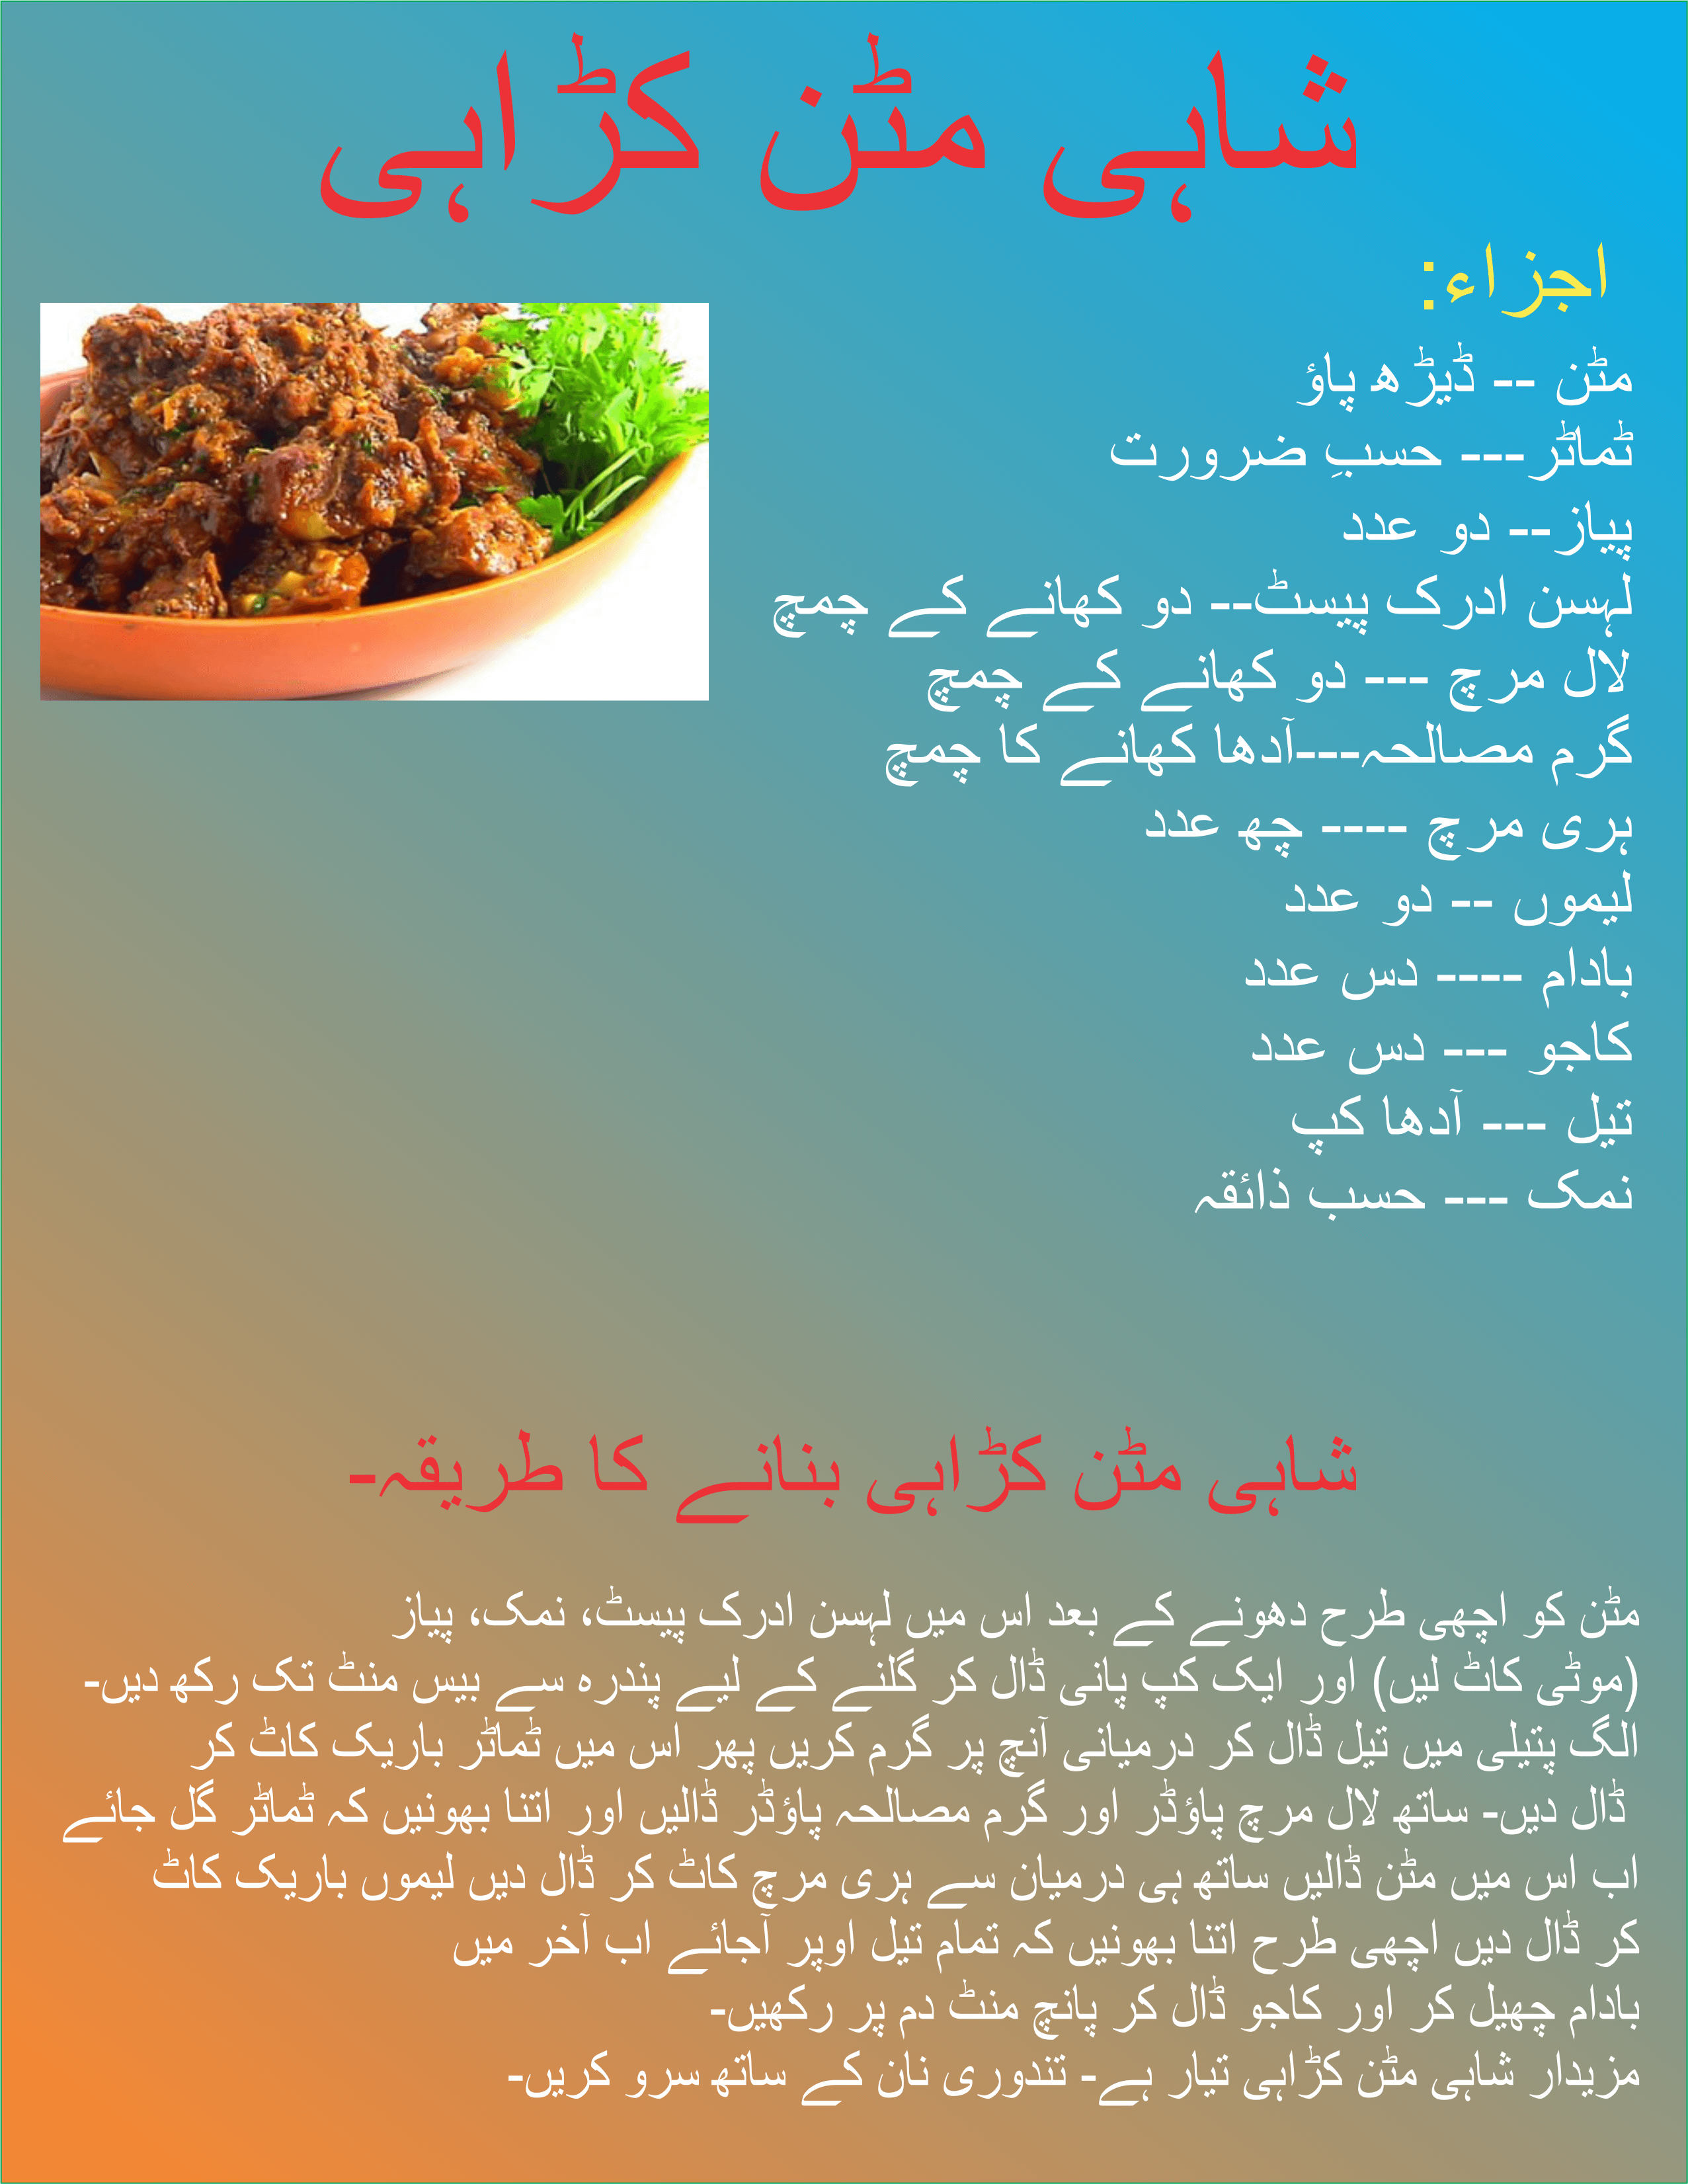 شاہی مٹن کڑاہی
اجزاء:
مٹن -- ڈیڑھ پاؤ
ٹماٹر--- حسبِ ضرورت
پیاز-- دو عدد
لہسن ادرک پیسٹ-- دو کھانے کے چمچ
لال مرچ --- دو کھانے کے چمچ
گرم مصالحہ---آدھا کھانے کا چمچ
ہری مرچ ---- چھ عدد
لیموں -- دو عدد
بادام ---- دس عدد
کاجو --- دس عدد
تیل --- آدھا کپ
نمک --- حسب ذائقہ
شاہی مٹن کڑاہی بنانے کا طریقہ-
مٹن کو اچھی طرح دھونے کے بعد اس میں لہسن ادرک پیسٹ، نمک، پیاز
(موٹی کاٹ لیں) اور ایک کپ پانی ڈال کر گلنے کے لیے پندرہ سے بیس منٹ تک رکھ دیں-
الگ پتیلی میں تیل ڈال کر درمیانی آنچ پر گرم کریں پھر اس میں ٹماٹر باریک کاٹ کر
ڈال دیں- ساتھ لال مرچ پاؤڈر اور گرم مصالحہ پاؤڈر ڈالیں اور اتنا بھونیں کہ ٹماٹر گل جائے
اب اس میں مٹن ڈالیں ساتھ ہی درمیان سے ہری مرچ کاٹ کر ڈال دیں لیموں باریک کاٹ
کر ڈال دیں اچھی طرح اتنا بھونیں کہ تمام تیل اوپر آجائے اب آخر میں
بادام چھیل کر اور کاجو ڈال کر پانچ منٹ دم پر رکھیں-
مزیدار شاہی مٹن کڑاہی تیار ہے- تندوری نان کے ساتھ سرو کریں-